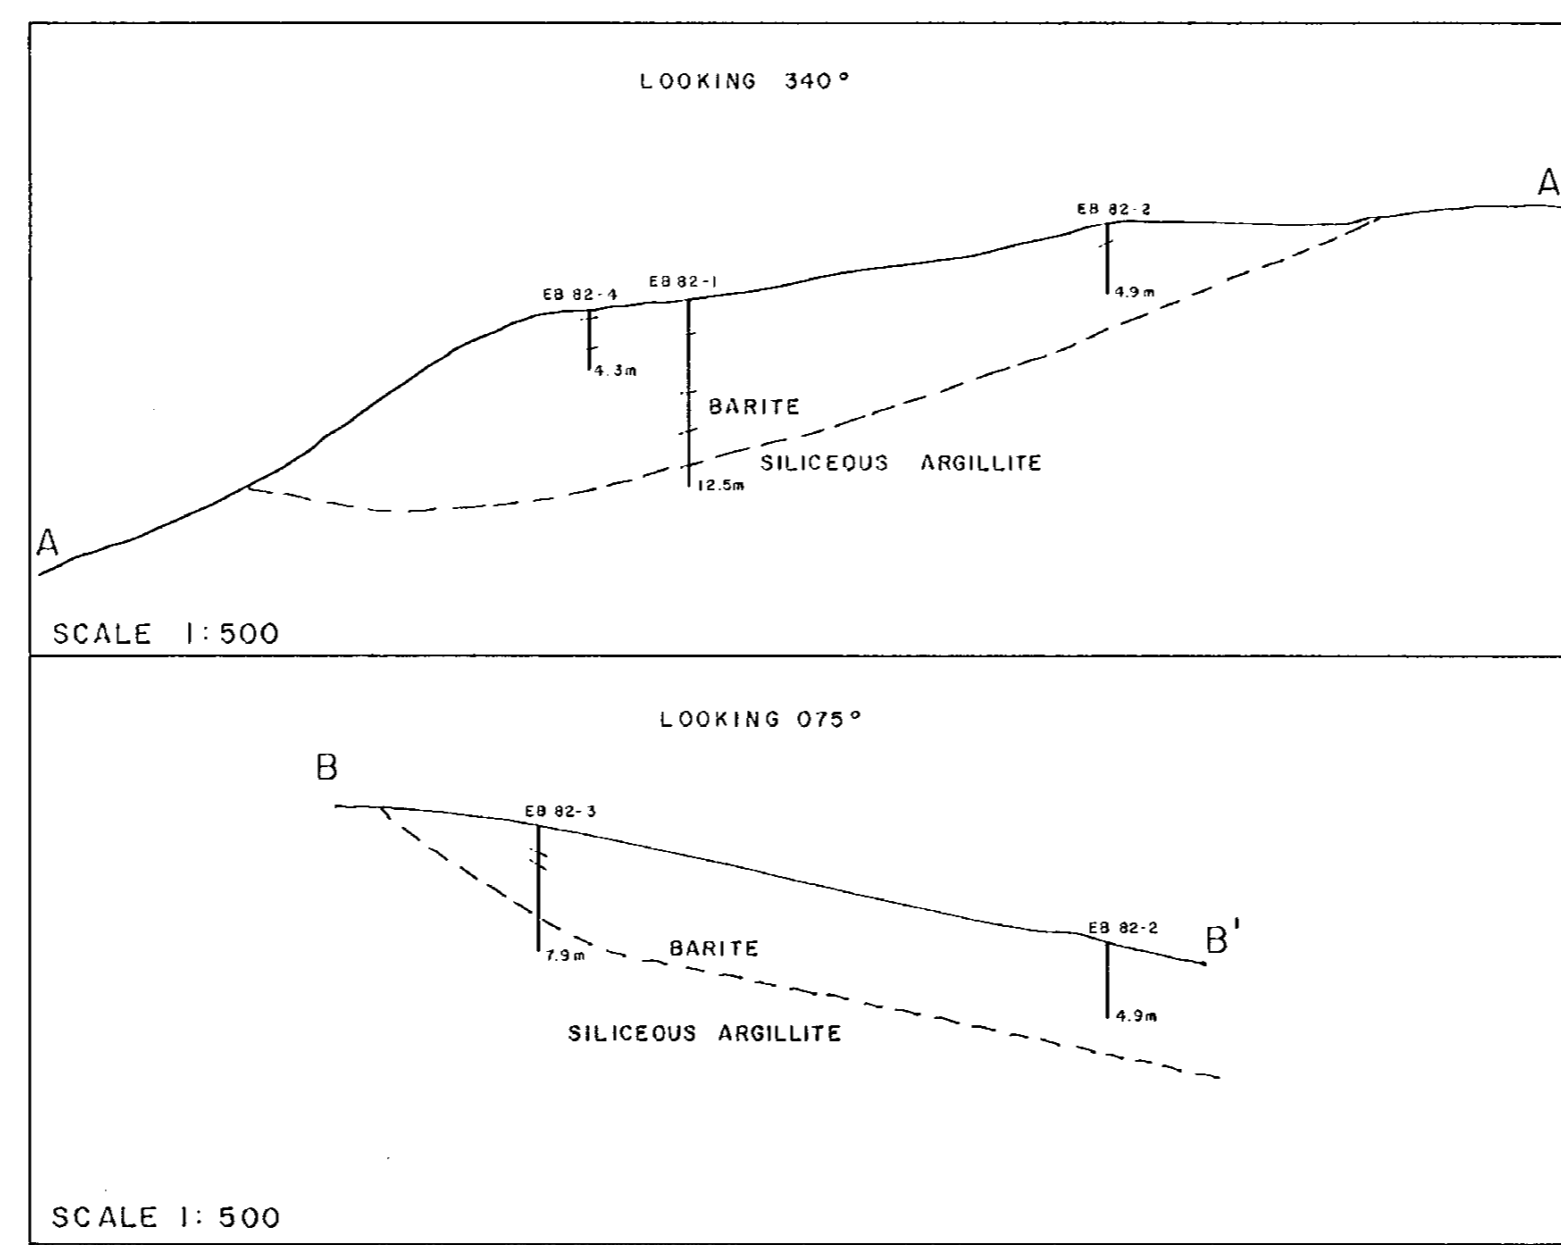 LOOKING 340°
A
EB 82-2
EB 82-1
EB 82-4
4.9m
4.3m
BARITE
SILICEOUS ARGILLITE
12.5m
A
SCALE 1:500
LOOKING 075°
B
EB 82-3
EB 82-2
B'
BARITE
7.9m
4.9m
SILICEOUS ARGILLITE
SCALE 1:500